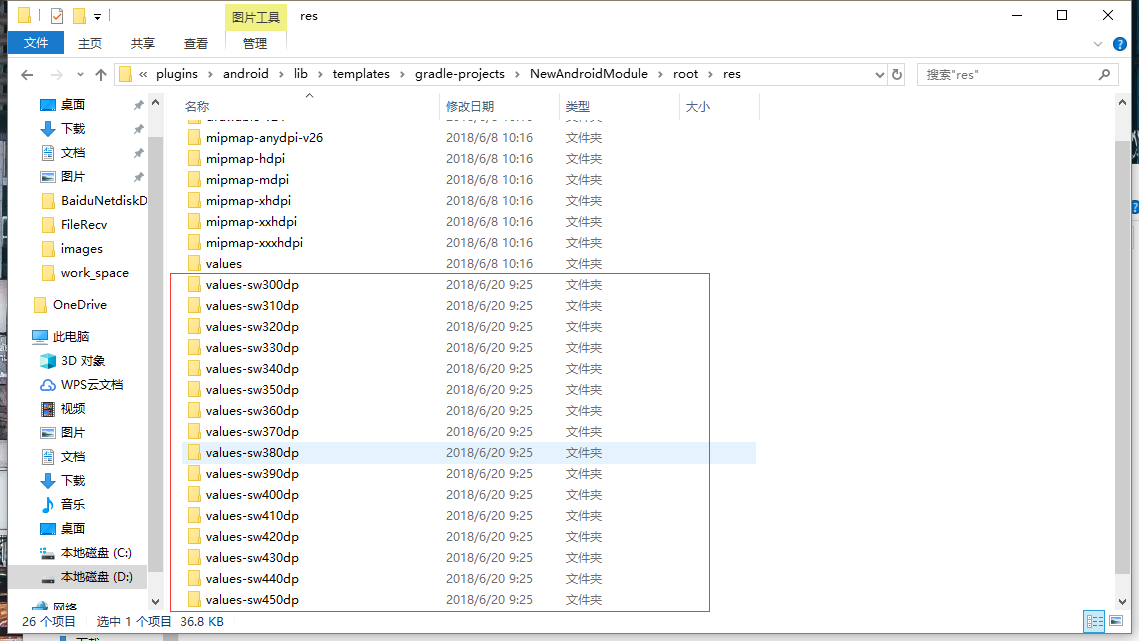 图片工具 res
文件 主页 共享 查看 管理
« plugins › android › lib › templates › gradle-projects › NewAndroidModule › root › res
搜索"res"
桌面
下载
文档
图片
BaiduNetdiskD
FileRecv
images
work_space
OneDrive
此电脑
3D 对象
WPS云文档
视频
图片
文档
下载
音乐
桌面
本地磁盘 (C:)
本地磁盘 (D:)
网络
名称 修改日期 类型 大小
mipmap-anydpi-v26 2018/6/8 10:16 文件夹
mipmap-hdpi 2018/6/8 10:16 文件夹
mipmap-mdpi 2018/6/8 10:16 文件夹
mipmap-xhdpi 2018/6/8 10:16 文件夹
mipmap-xxhdpi 2018/6/8 10:16 文件夹
mipmap-xxxhdpi 2018/6/8 10:16 文件夹
values 2018/6/8 10:16 文件夹
values-sw300dp 2018/6/20 9:25 文件夹
values-sw310dp 2018/6/20 9:25 文件夹
values-sw320dp 2018/6/20 9:25 文件夹
values-sw330dp 2018/6/20 9:25 文件夹
values-sw340dp 2018/6/20 9:25 文件夹
values-sw350dp 2018/6/20 9:25 文件夹
values-sw360dp 2018/6/20 9:25 文件夹
values-sw370dp 2018/6/20 9:25 文件夹
values-sw380dp 2018/6/20 9:25 文件夹
values-sw390dp 2018/6/20 9:25 文件夹
values-sw400dp 2018/6/20 9:25 文件夹
values-sw410dp 2018/6/20 9:25 文件夹
values-sw420dp 2018/6/20 9:25 文件夹
values-sw430dp 2018/6/20 9:25 文件夹
values-sw440dp 2018/6/20 9:25 文件夹
values-sw450dp 2018/6/20 9:25 文件夹
26 个项目 选中 1 个项目 36.8 KB